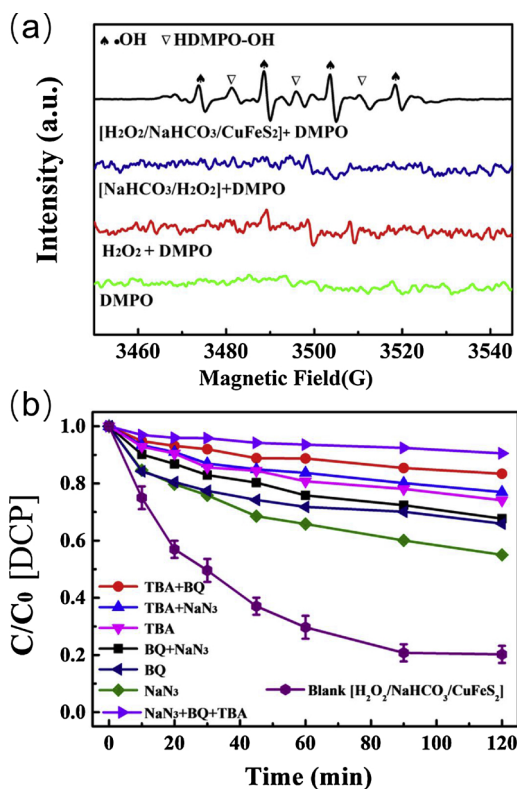 (a)
♠ •OH ▽ HDMPO-OH
[H₂O₂/NaHCO₃/CuFeS₂]+ DMPO
[NaHCO₃/H₂O₂]+DMPO
H₂O₂ + DMPO
DMPO
Intensity (a.u.)
3460 3480 3500 3520 3540
Magnetic Field(G)
(b)
C/C₀ [DCP]
1.0
0.8
0.6
0.4
0.2
0.0
TBA+BQ
TBA+NaN₃
TBA
BQ+NaN₃
BQ
NaN₃
NaN₃+BQ+TBA
Blank [H₂O₂/NaHCO₃/CuFeS₂]
0 20 40 60 80 100 120
Time (min)